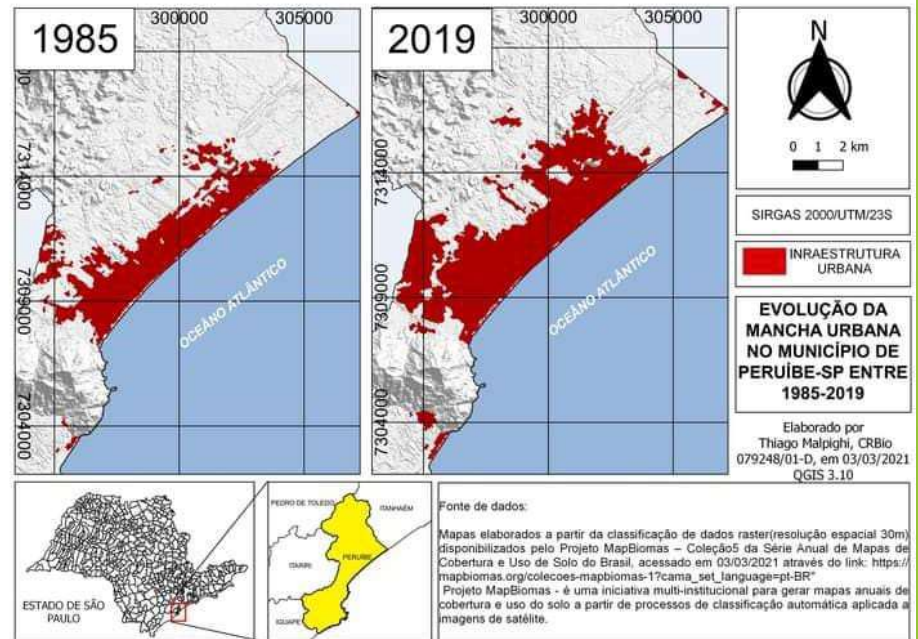 1985
300000
305000
7314000
7309000
7304000
OCEÂNO ATLÂNTICO
2019
300000
305000
7314000
7309000
7304000
OCEÂNO ATLÂNTICO
N
0 1 2 km
SIRGAS 2000/UTM/23S
INRAESTRUTURA
URBANA
EVOLUÇÃO DA
MANCHA URBANA
NO MUNICÍPIO DE
PERUÍBE-SP ENTRE
1985-2019
Elaborado por
Thiago Malpighi, CRBio
079248/01-D, em 03/03/2021
QGIS 3.10
ESTADO DE SÃO
PAULO
PEDRO DE TOLEDO
ITANHAÉM
PERUÍBE
ITARIRI
IGUAPE
Fonte de dados:
Mapas elaborados a partir da classificação de dados raster(resolução espacial 30m)
disponibilizados pelo Projeto MapBiomas – Coleção5 da Série Anual de Mapas de
Cobertura e Uso de Solo do Brasil, acessado em 03/03/2021 através do link: https://
mapbiomas.org/colecoes-mapbiomas-1?cama_set_language=pt-BR"
Projeto MapBiomas - é uma iniciativa multi-institucional para gerar mapas anuais de
cobertura e uso do solo a partir de processos de classificação automática aplicada a
imagens de satélite.